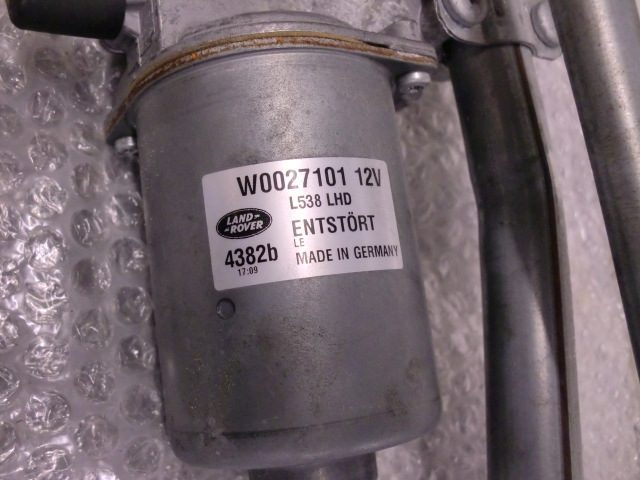 W0027101 12V
L538 LHD
LAND-
-ROVER
ENTSTÖRT
LE
4382b
MADE IN GERMANY
17:09